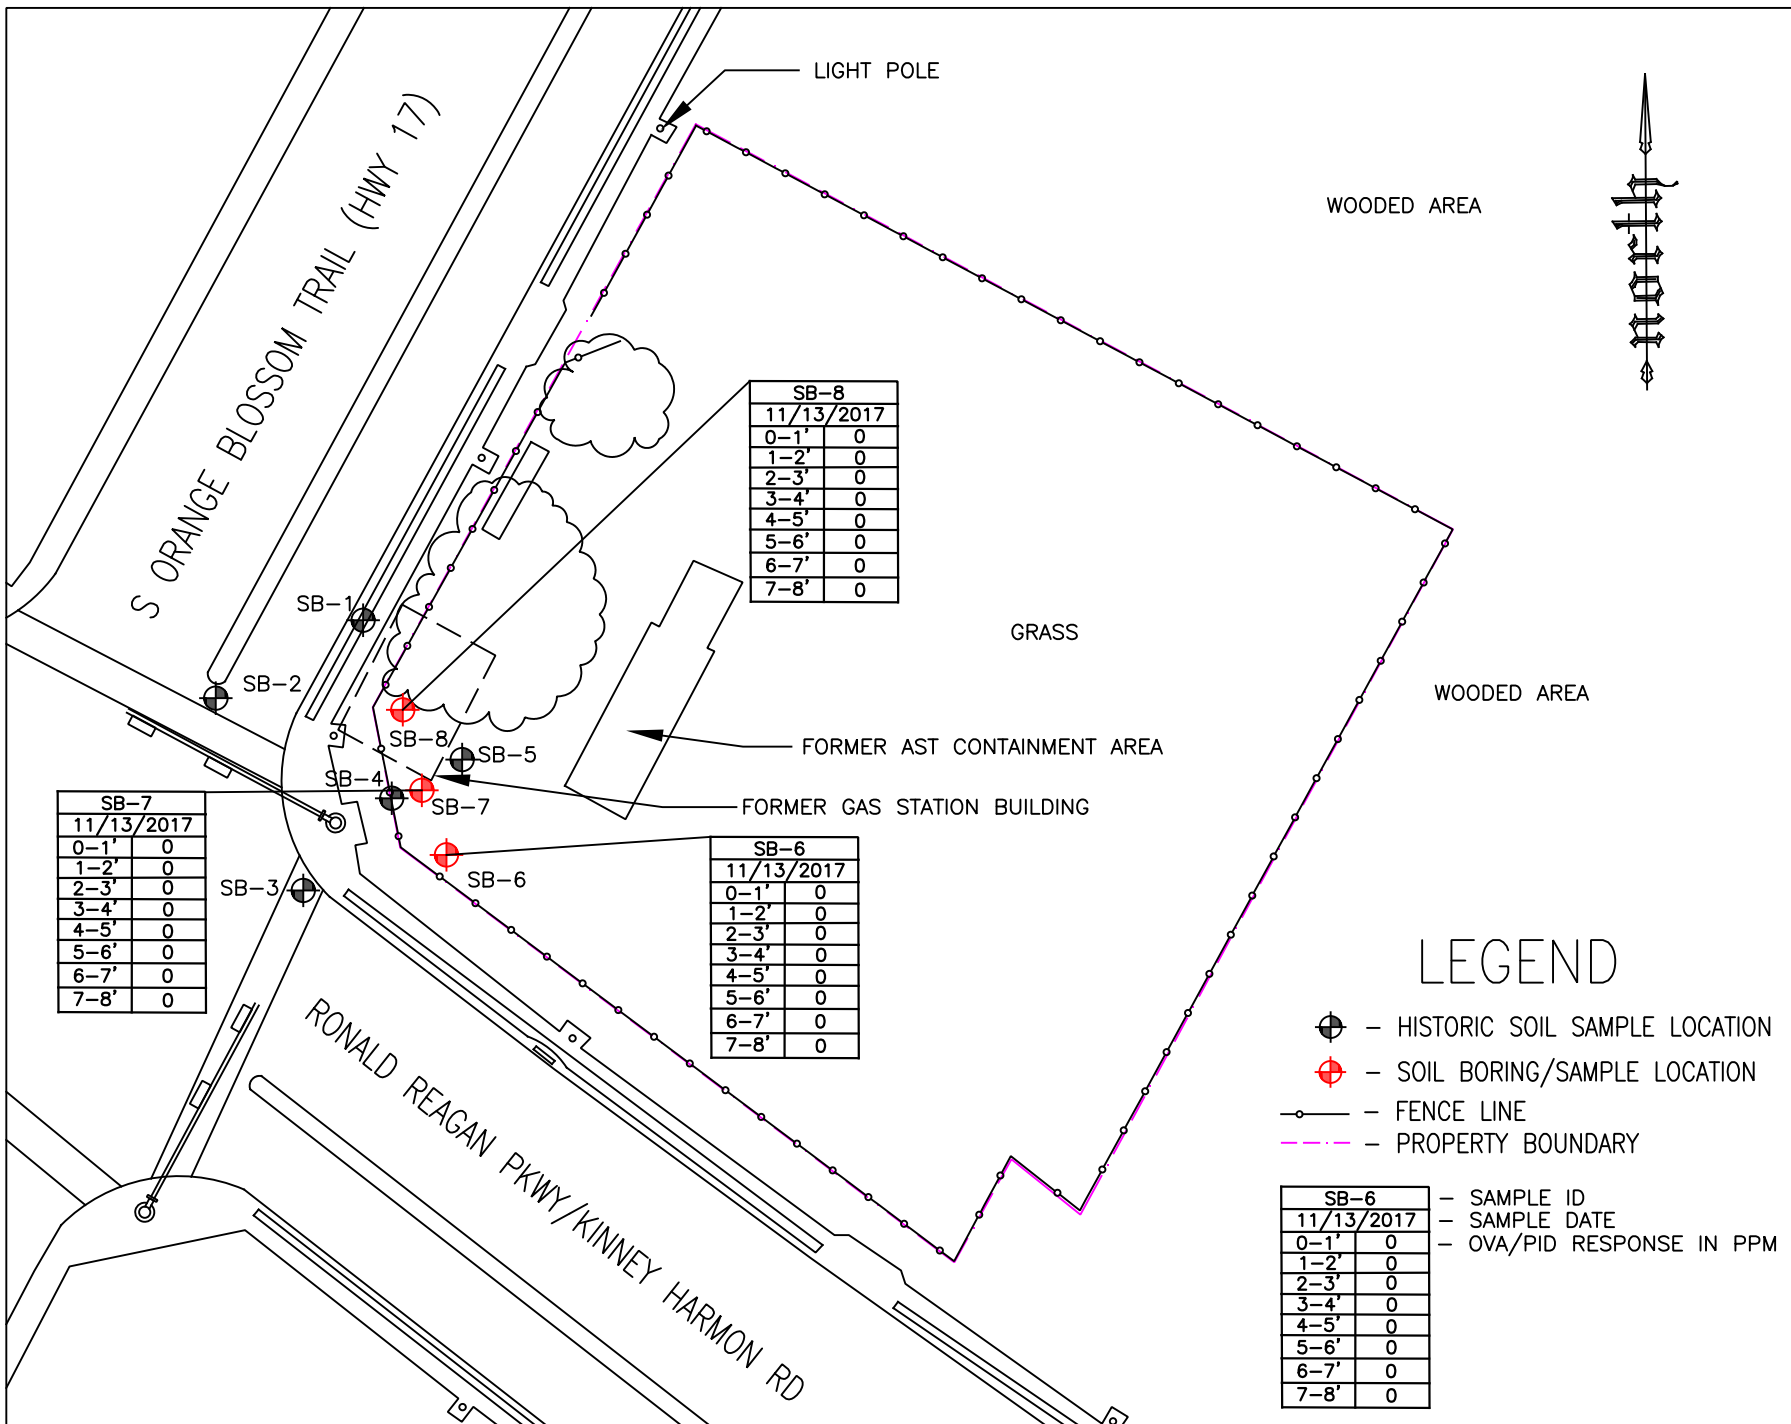 LIGHT POLE
S ORANGE BLOSSOM TRAIL (HWY 17)
WOODED AREA
north
SB-8
11/13/2017
0-1' 0
1-2' 0
2-3' 0
3-4' 0
4-5' 0
5-6' 0
6-7' 0
7-8' 0
GRASS
WOODED AREA
SB-1
SB-2
SB-8
SB-5
FORMER AST CONTAINMENT AREA
SB-4
SB-7
FORMER GAS STATION BUILDING
SB-7
11/13/2017
0-1' 0
1-2' 0
2-3' 0
3-4' 0
4-5' 0
5-6' 0
6-7' 0
7-8' 0
SB-3
SB-6
SB-6
11/13/2017
0-1' 0
1-2' 0
2-3' 0
3-4' 0
4-5' 0
5-6' 0
6-7' 0
7-8' 0
RONALD REAGAN PKWY/KINNEY HARMON RD
LEGEND
- HISTORIC SOIL SAMPLE LOCATION
- SOIL BORING/SAMPLE LOCATION
- FENCE LINE
- PROPERTY BOUNDARY
SB-6 - SAMPLE ID
11/13/2017 - SAMPLE DATE
0-1' 0 - OVA/PID RESPONSE IN PPM
1-2' 0
2-3' 0
3-4' 0
4-5' 0
5-6' 0
6-7' 0
7-8' 0